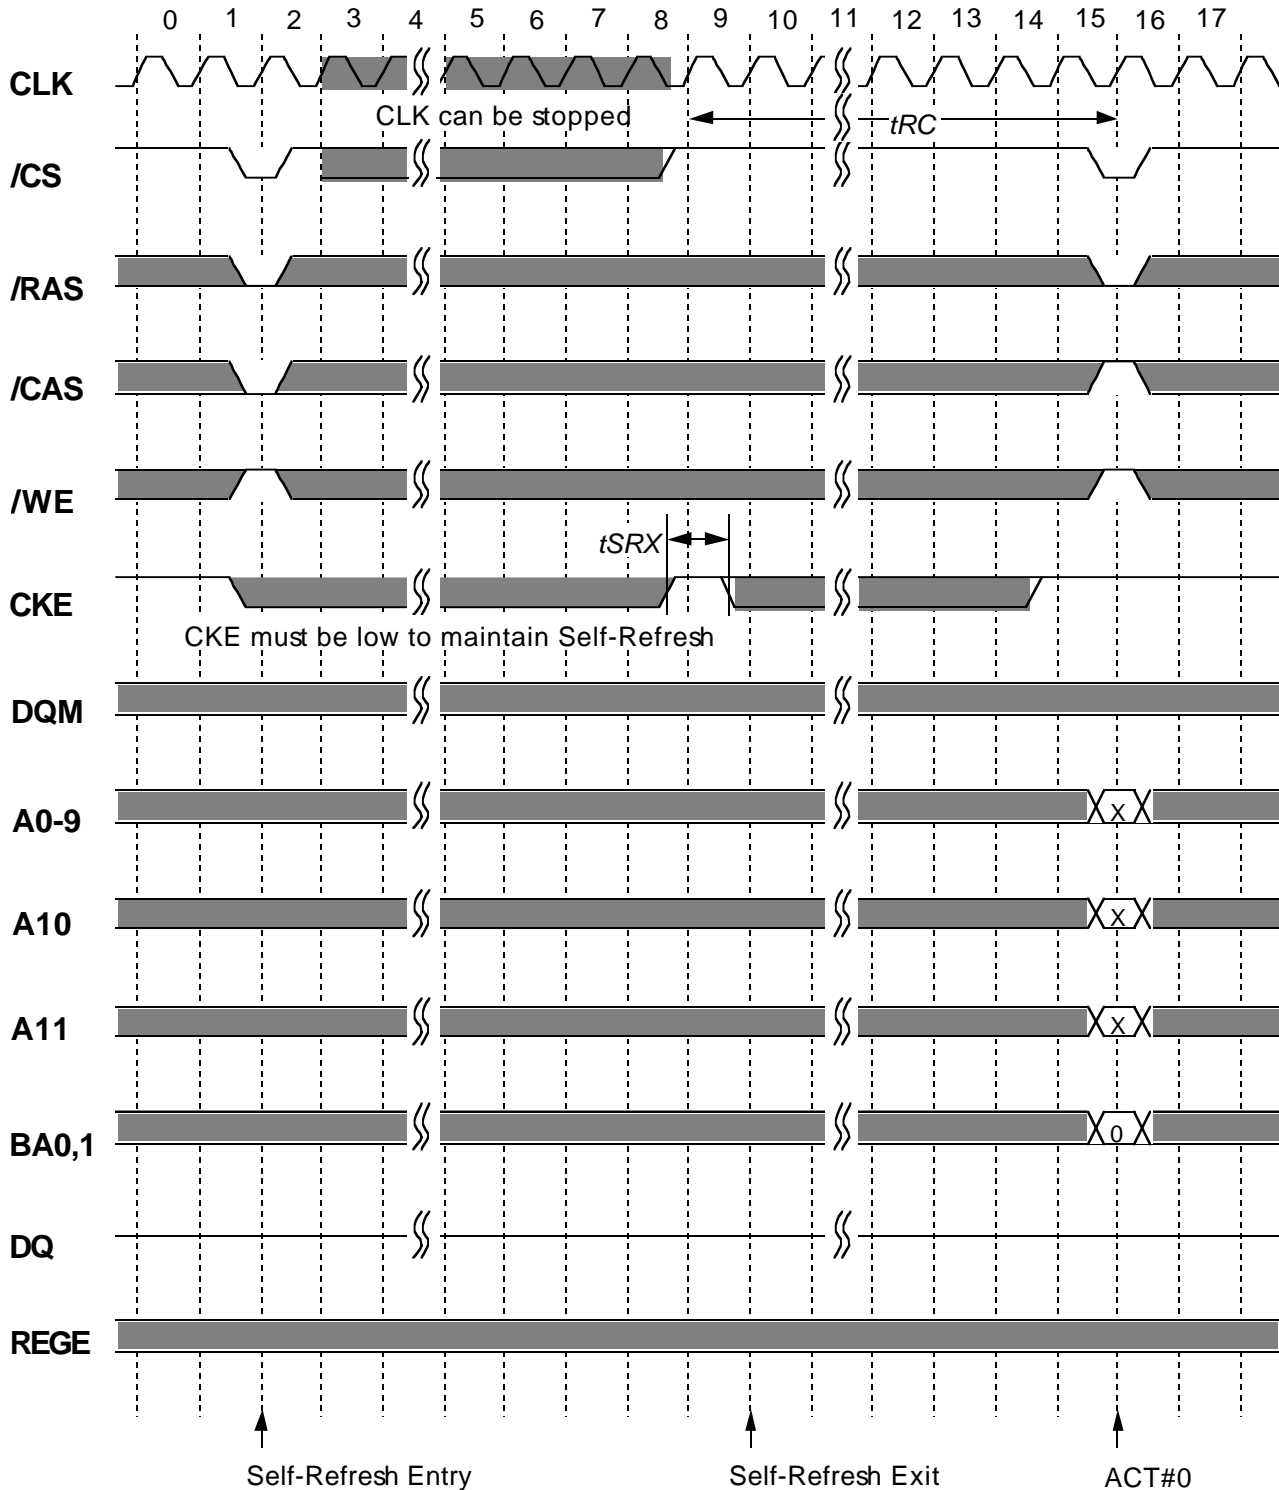 0 1 2 3 4 5 6 7 8 9 10 11 12 13 14 15 16 17
CLK
CLK can be stopped
tRC
/CS
/RAS
/CAS
/WE
tSRX
CKE
CKE must be low to maintain Self-Refresh
DQM
A0-9 X
A10 X
A11 X
BA0,1 0
DQ
REGE
Self-Refresh Entry Self-Refresh Exit ACT#0